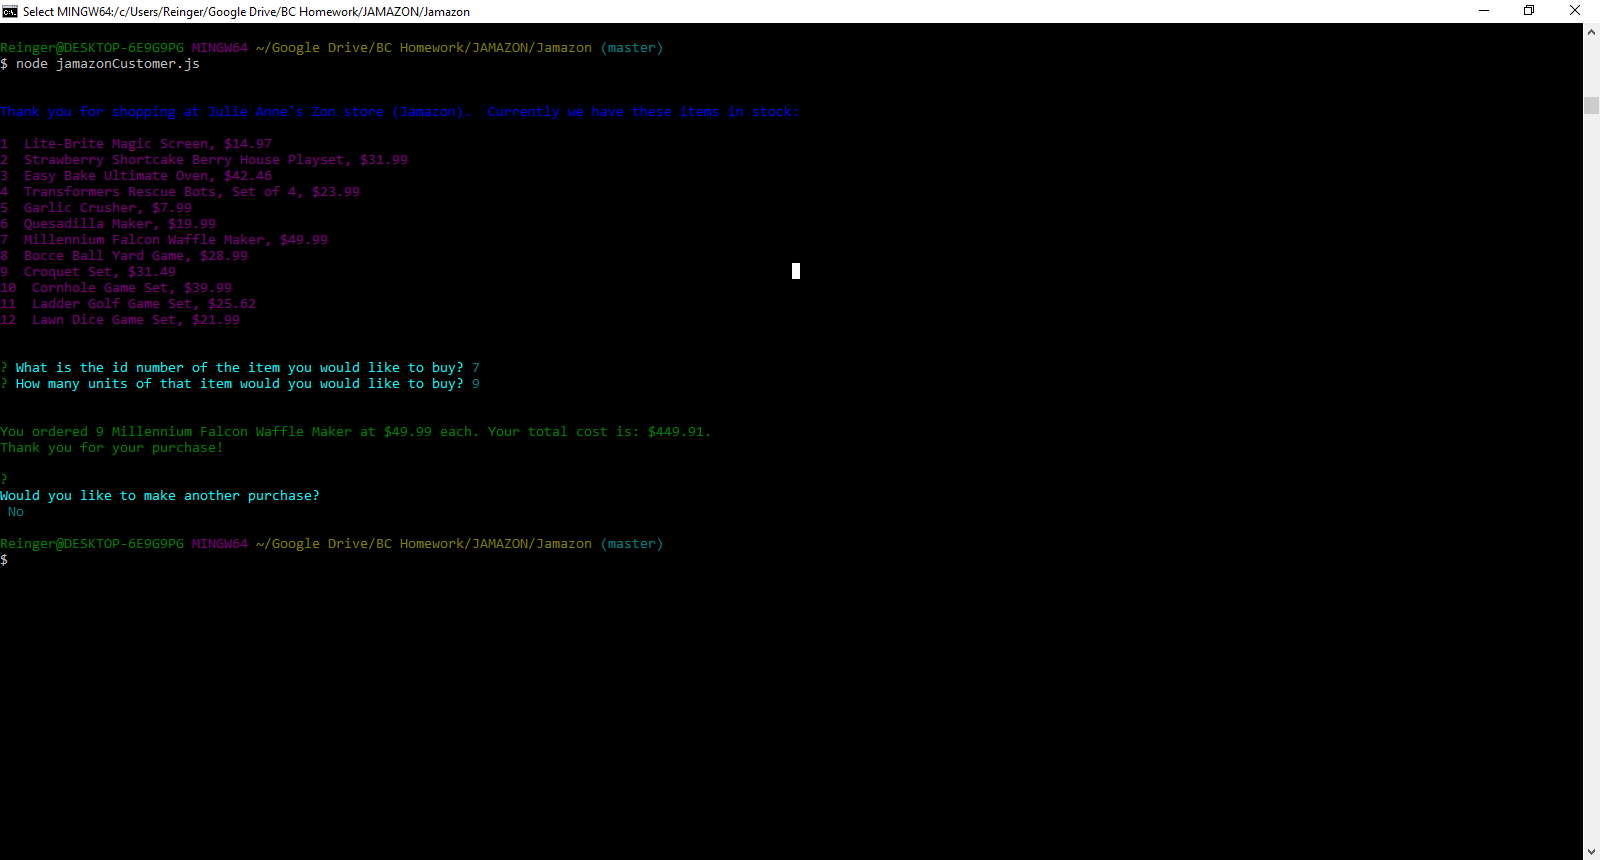 Select MINGW64:/c/Users/Reinger/Google Drive/BC Homework/JAMAZON/Jamazon
Reinger@DESKTOP-6E9G9PG MINGW64 ~/Google Drive/BC Homework/JAMAZON/Jamazon (master)
$ node jamazonCustomer.js
Thank you for shopping at Julie Anne's Zon store (Jamazon).  Currently we have these items in stock:
1  Lite-Brite Magic Screen, $14.97
2  Strawberry Shortcake Berry House Playset, $31.99
3  Easy Bake Ultimate Oven, $42.46
4  Transformers Rescue Bots, Set of 4, $23.99
5  Garlic Crusher, $7.99
6  Quesadilla Maker, $19.99
7  Millennium Falcon Waffle Maker, $49.99
8  Bocce Ball Yard Game, $28.99
9  Croquet Set, $31.49
10  Cornhole Game Set, $39.99
11  Ladder Golf Game Set, $25.62
12  Lawn Dice Game Set, $21.99
? What is the id number of the item you would like to buy? 7
? How many units of that item would you would like to buy? 9
You ordered 9 Millennium Falcon Waffle Maker at $49.99 each. Your total cost is: $449.91.
Thank you for your purchase!
?
Would you like to make another purchase?
No
Reinger@DESKTOP-6E9G9PG MINGW64 ~/Google Drive/BC Homework/JAMAZON/Jamazon (master)
$